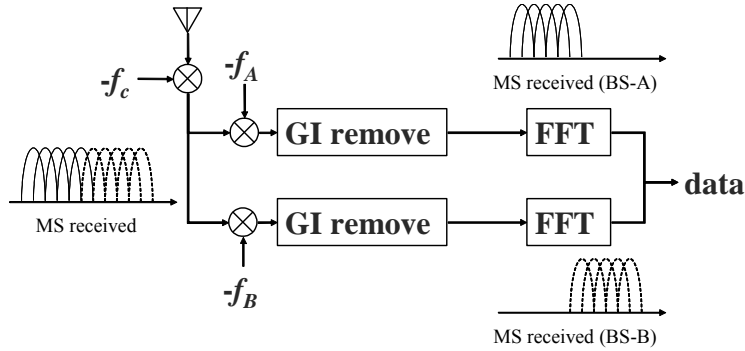 -fc
-fA
MS received (BS-A)
GI remove
FFT
data
MS received
GI remove
FFT
-fB
MS received (BS-B)